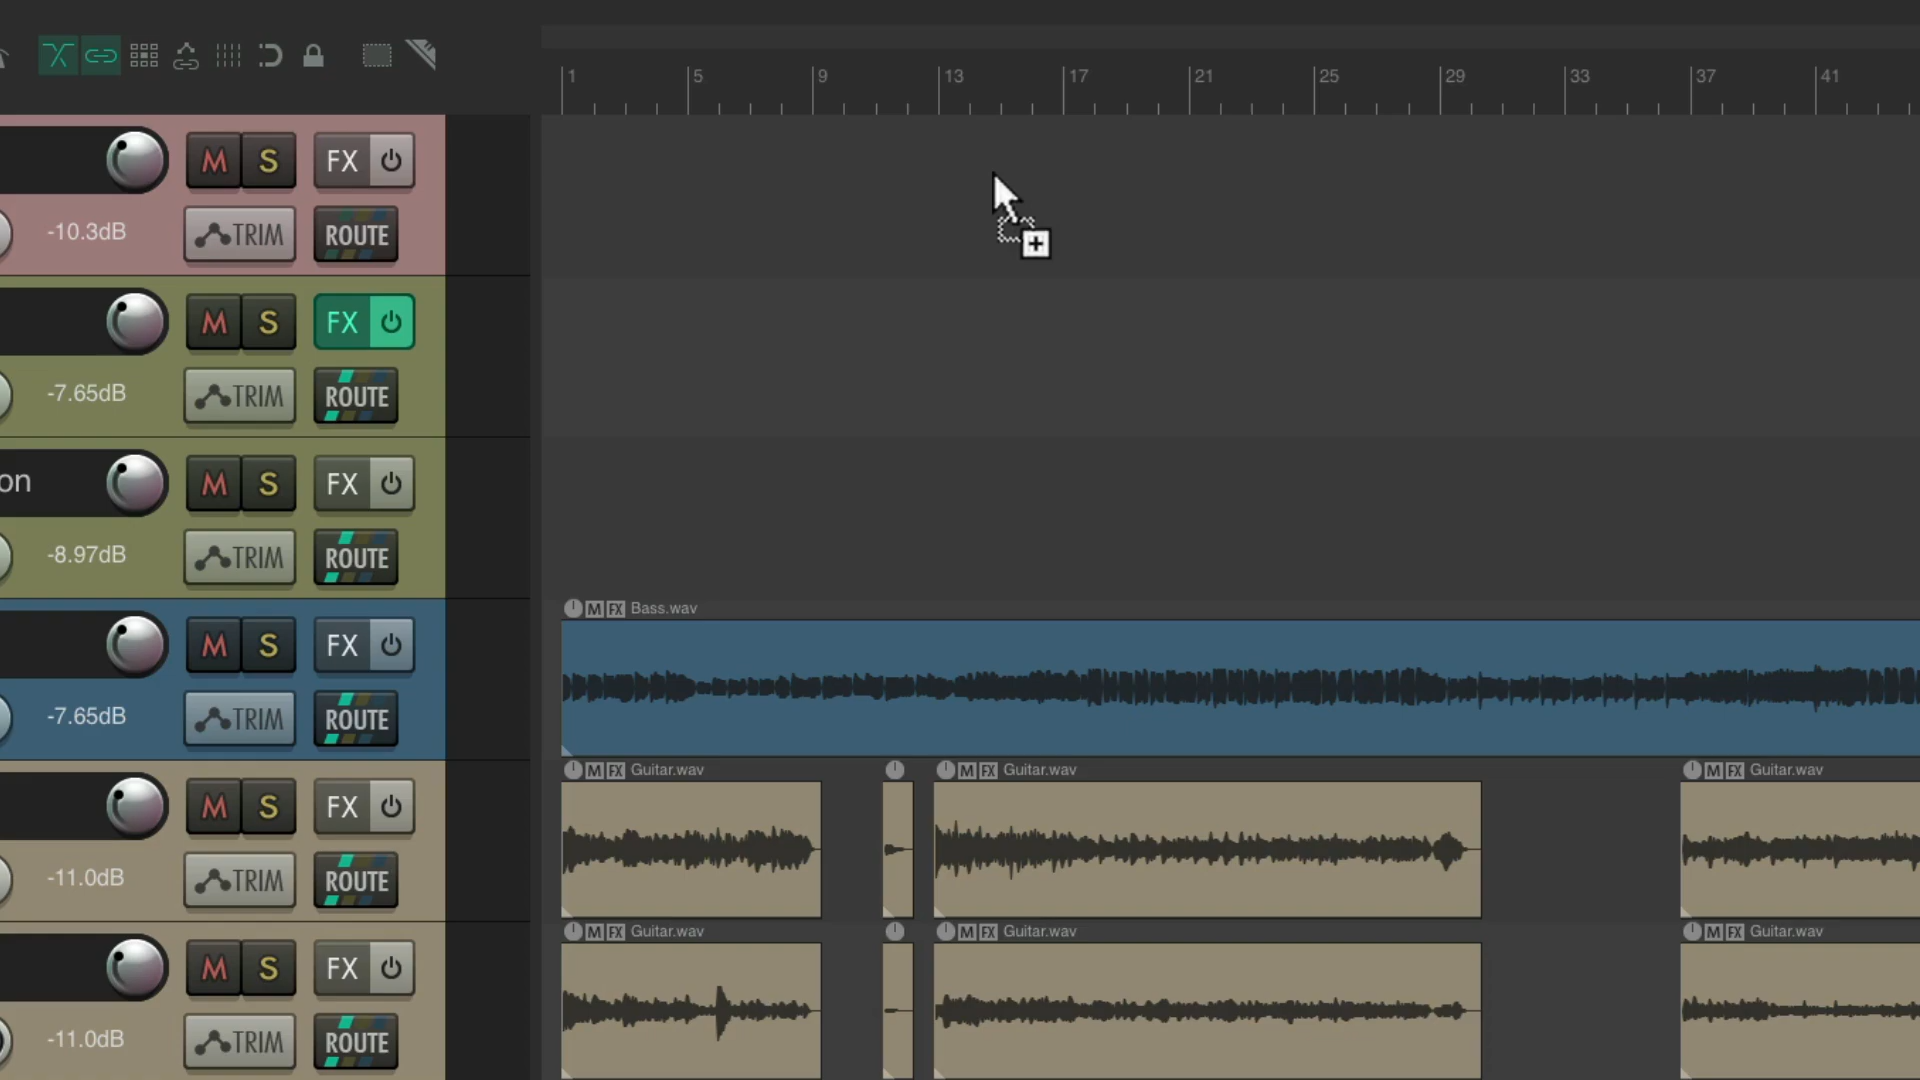 1 5 9 13 17 21 25 29 33 37 41
M S FX
-10.3dB TRIM ROUTE
M S FX
-7.65dB TRIM ROUTE
on M S FX
-8.97dB TRIM ROUTE
M FX Bass.wav
M S FX
-7.65dB TRIM ROUTE
M FX Guitar.wav M FX Guitar.wav M FX Guitar.wav
M S FX
-11.0dB TRIM ROUTE
M FX Guitar.wav M FX Guitar.wav M FX Guitar.wav
M S FX
-11.0dB TRIM ROUTE